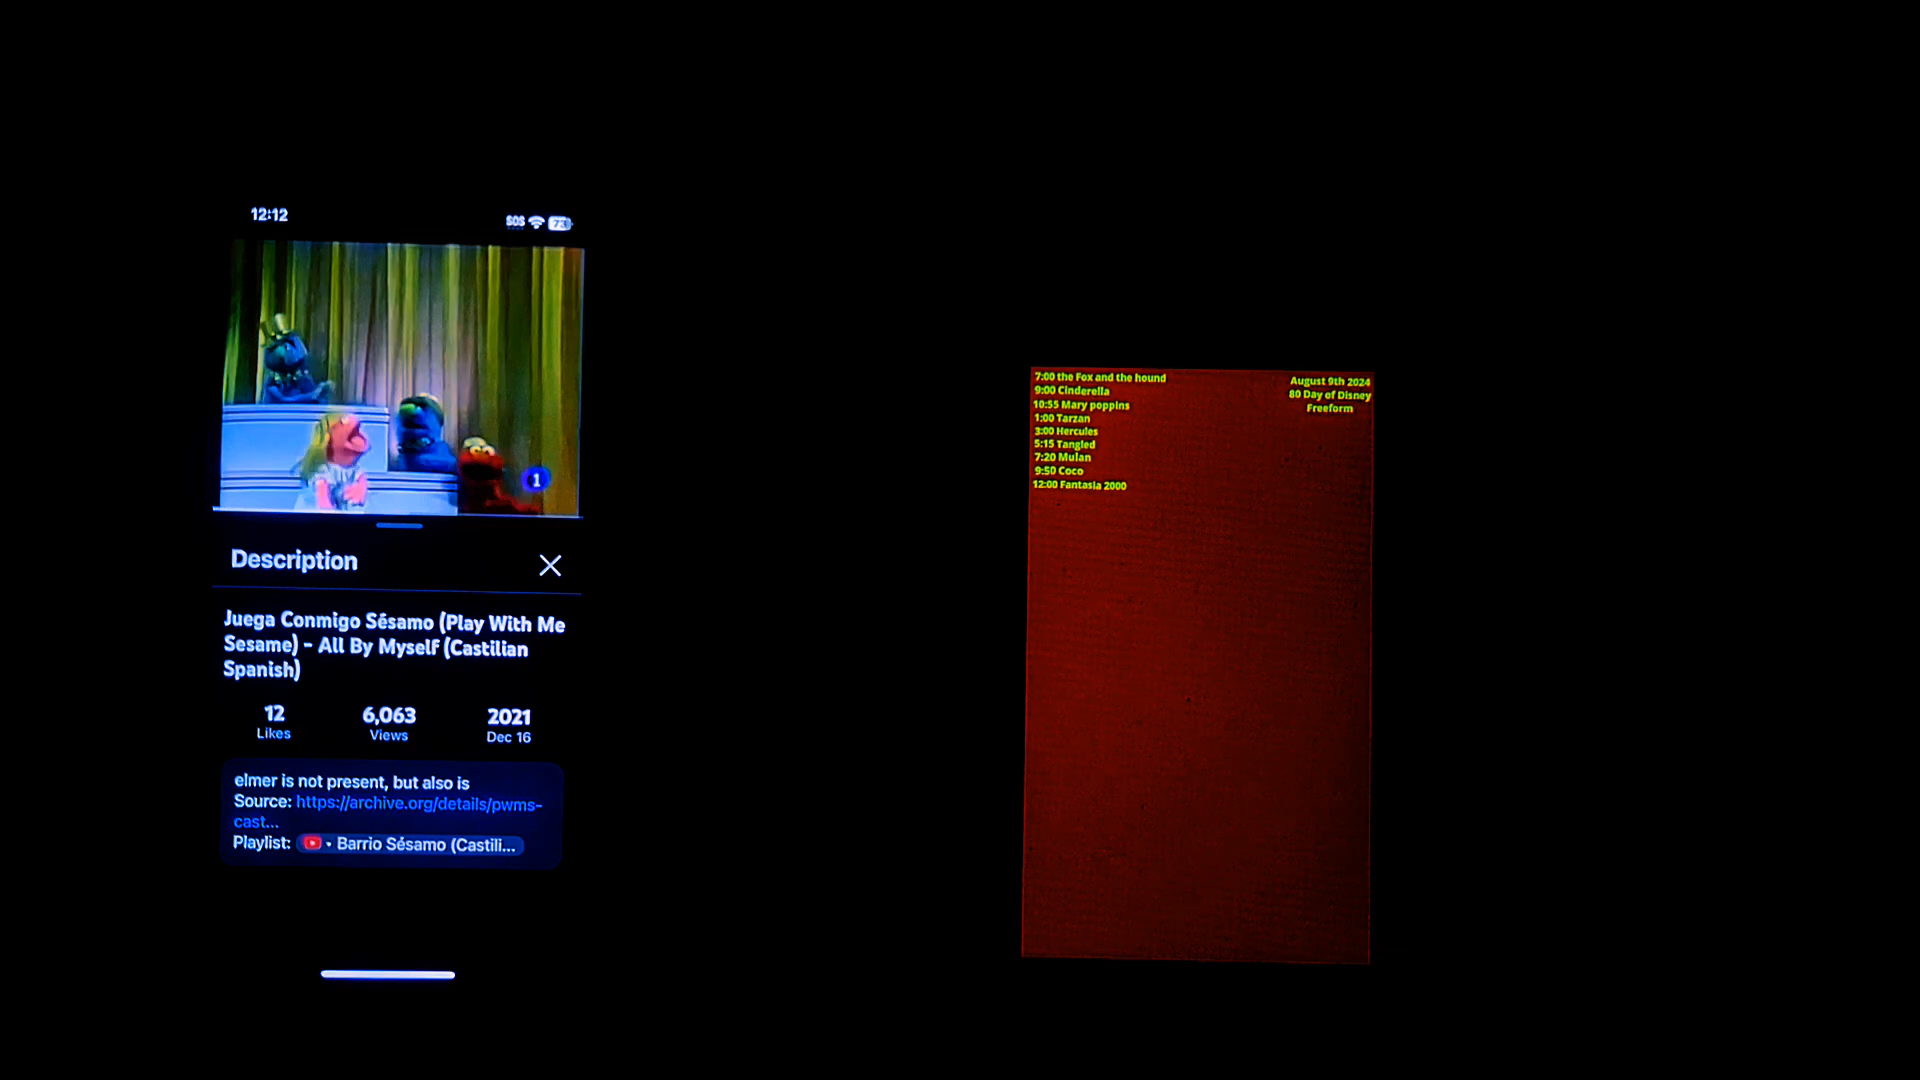 12:12
SOS
73
1
Description
Juega Conmigo Sésamo (Play With Me
Sesame) - All By Myself (Castilian
Spanish)
12
Likes
6,063
Views
2021
Dec 16
elmer is not present, but also is
Source: https://archive.org/details/pwms-
cast...
Playlist: • Barrio Sésamo (Castili...
7:00 the Fox and the hound
9:00 Cinderella
10:55 Mary poppins
1:00 Tarzan
3:00 Hercules
5:15 Tangled
7:20 Mulan
9:50 Coco
12:00 Fantasia 2000
August 9th 2024
80 Day of Disney
Freeform